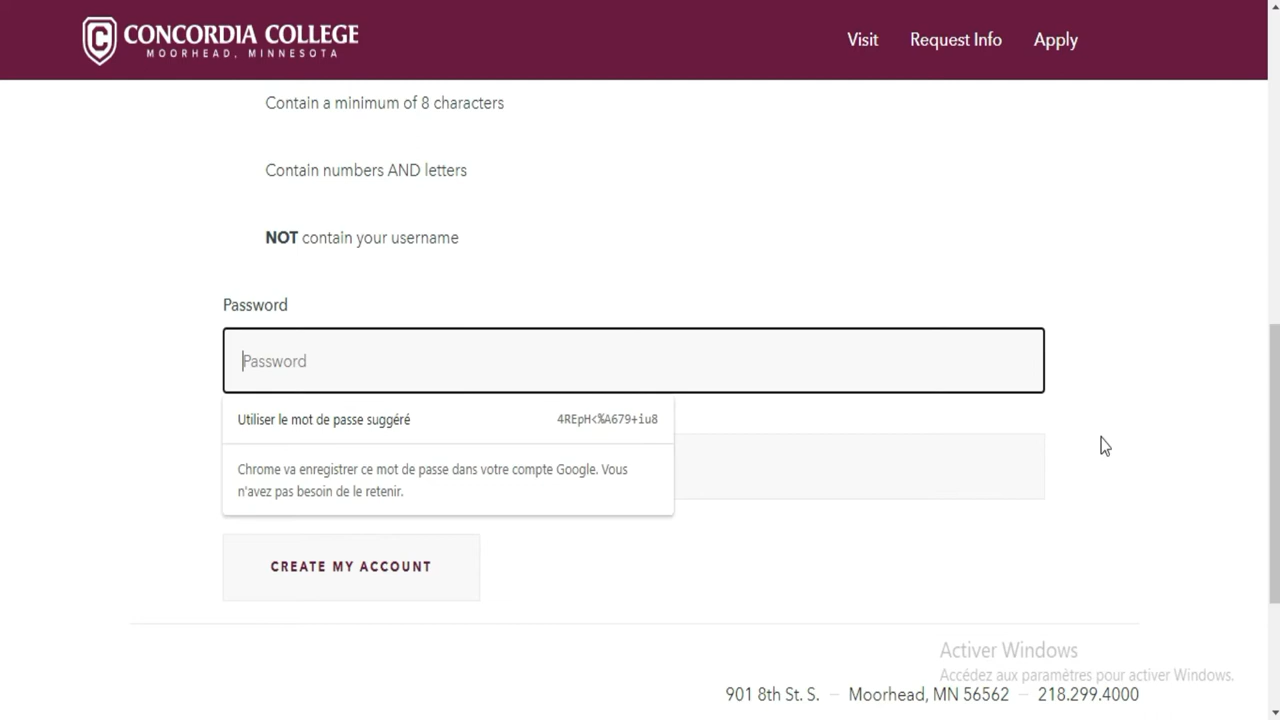 CONCORDIA COLLEGE
MOORHEAD, MINNESOTA
Visit Request Info Apply
Contain a minimum of 8 characters
Contain numbers AND letters
NOT contain your username
Password
Password
Utiliser le mot de passe suggéré 4REpH<%A679+iu8
Chrome va enregistrer ce mot de passe dans votre compte Google. Vous
n'avez pas besoin de le retenir.
CREATE MY ACCOUNT
Activer Windows
Accédez aux paramètres pour activer Windows.
901 8th St. S. – Moorhead, MN 56562 – 218.299.4000